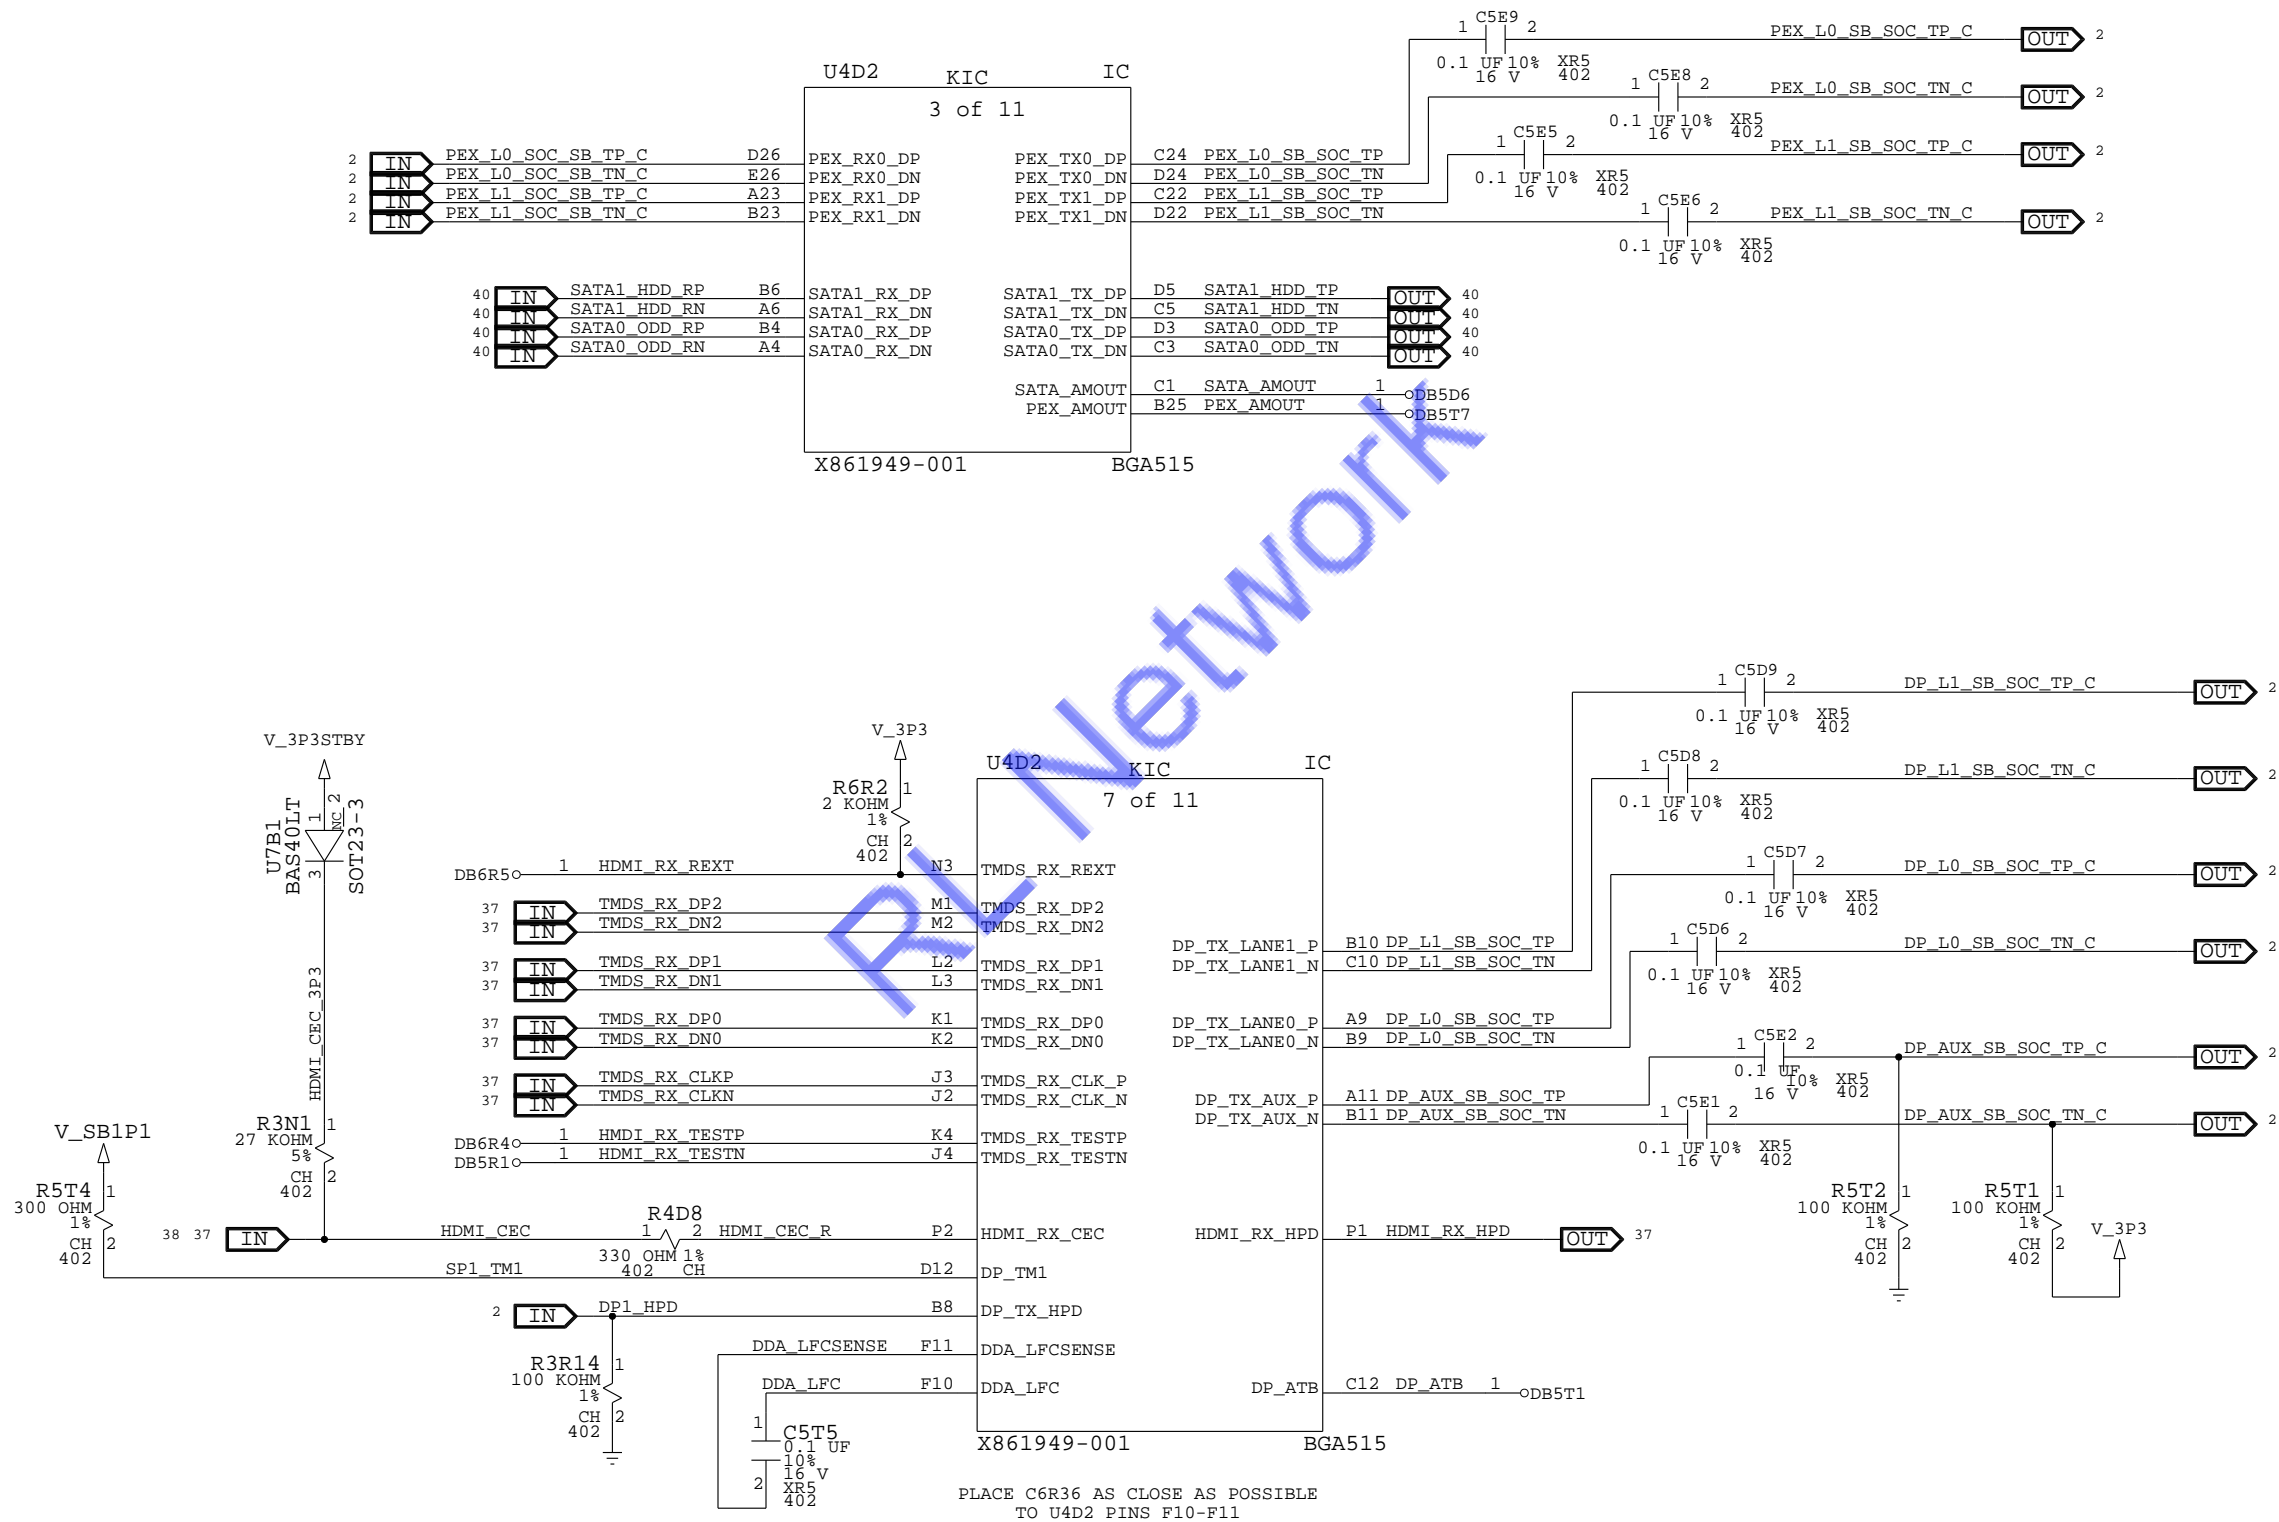 C5E9
1 2
PEX_L0_SB_SOC_TP_C
OUT 2
0.1 UF 10% XR5
16 V 402
C5E8
1 2
PEX_L0_SB_SOC_TN_C
OUT 2
0.1 UF 10% XR5
16 V 402
C5E5
1 2
PEX_L1_SB_SOC_TP_C
OUT 2
0.1 UF 10% XR5
16 V 402
C5E6
1 2
PEX_L1_SB_SOC_TN_C
OUT 2
0.1 UF 10% XR5
16 V 402
U4D2 KIC IC
3 of 11
2 IN PEX_L0_SOC_SB_TP_C D26 PEX_RX0_DP
2 IN PEX_L0_SOC_SB_TN_C E26 PEX_RX0_DN
2 IN PEX_L1_SOC_SB_TP_C A23 PEX_RX1_DP
2 IN PEX_L1_SOC_SB_TN_C B23 PEX_RX1_DN
PEX_TX0_DP C24 PEX_L0_SB_SOC_TP
PEX_TX0_DN D24 PEX_L0_SB_SOC_TN
PEX_TX1_DP C22 PEX_L1_SB_SOC_TP
PEX_TX1_DN D22 PEX_L1_SB_SOC_TN
40 IN SATA1_HDD_RP B6 SATA1_RX_DP
40 IN SATA1_HDD_RN A6 SATA1_RX_DN
40 IN SATA0_ODD_RP B4 SATA0_RX_DP
40 IN SATA0_ODD_RN A4 SATA0_RX_DN
SATA1_TX_DP D5 SATA1_HDD_TP OUT 40
SATA1_TX_DN C5 SATA1_HDD_TN OUT 40
SATA0_TX_DP D3 SATA0_ODD_TP OUT 40
SATA0_TX_DN C3 SATA0_ODD_TN OUT 40
SATA_AMOUT C1 SATA_AMOUT 1 DB5D6
PEX_AMOUT B25 PEX_AMOUT 1 DB5T7
X861949-001 BGA515
RL Network
C5D9
1 2
DP_L1_SB_SOC_TP_C
OUT 2
0.1 UF 10% XR5
16 V 402
C5D8
1 2
DP_L1_SB_SOC_TN_C
OUT 2
0.1 UF 10% XR5
16 V 402
C5D7
1 2
DP_L0_SB_SOC_TP_C
OUT 2
0.1 UF 10% XR5
16 V 402
C5D6
1 2
DP_L0_SB_SOC_TN_C
OUT 2
0.1 UF 10% XR5
16 V 402
C5E2
1 2
DP_AUX_SB_SOC_TP_C
OUT 2
0.1 UF 10% XR5
16 V 402
C5E1
1 2
DP_AUX_SB_SOC_TN_C
OUT 2
0.1 UF 10% XR5
16 V 402
V_3P3STBY
U7B1
BAS40LT
1
NC 2
3
SOT23-3
HDMI_CEC_3P3
R3N1 1
27 KOHM
5%
CH 2
402
V_SB1P1
R5T4 1
300 OHM
1%
CH 2
402
V_3P3
R6R2 1
2 KOHM
1%
CH 2
402
U4D2 KIC IC
7 of 11
DB6R5 1 HDMI_RX_REXT N3 TMDS_RX_REXT
37 IN TMDS_RX_DP2 M1 TMDS_RX_DP2
37 IN TMDS_RX_DN2 M2 TMDS_RX_DN2
37 IN TMDS_RX_DP1 L2 TMDS_RX_DP1
37 IN TMDS_RX_DN1 L3 TMDS_RX_DN1
37 IN TMDS_RX_DP0 K1 TMDS_RX_DP0
37 IN TMDS_RX_DN0 K2 TMDS_RX_DN0
37 IN TMDS_RX_CLKP J3 TMDS_RX_CLK_P
37 IN TMDS_RX_CLKN J2 TMDS_RX_CLK_N
DB6R4 1 HMDI_RX_TESTP K4 TMDS_RX_TESTP
DB5R1 1 HDMI_RX_TESTN J4 TMDS_RX_TESTN
38 37 IN HDMI_CEC 1 R4D8 2 HDMI_CEC_R P2 HDMI_RX_CEC
330 OHM 1%
402 CH
SP1_TM1 D12 DP_TM1
2 IN DP1_HPD B8 DP_TX_HPD
DDA_LFCSENSE F11 DDA_LFCSENSE
DDA_LFC F10 DDA_LFC
R3R14 1
100 KOHM
1%
CH 2
402
1
C5T5
0.1 UF
10%
16 V
2
XR5
402
DP_TX_LANE1_P B10 DP_L1_SB_SOC_TP
DP_TX_LANE1_N C10 DP_L1_SB_SOC_TN
DP_TX_LANE0_P A9 DP_L0_SB_SOC_TP
DP_TX_LANE0_N B9 DP_L0_SB_SOC_TN
DP_TX_AUX_P A11 DP_AUX_SB_SOC_TP
DP_TX_AUX_N B11 DP_AUX_SB_SOC_TN
HDMI_RX_HPD P1 HDMI_RX_HPD OUT 37
DP_ATB C12 DP_ATB 1 DB5T1
R5T2 1
100 KOHM
1%
CH 2
402
R5T1 1
100 KOHM
1%
CH 2
402
V_3P3
X861949-001 BGA515
PLACE C6R36 AS CLOSE AS POSSIBLE
TO U4D2 PINS F10-F11